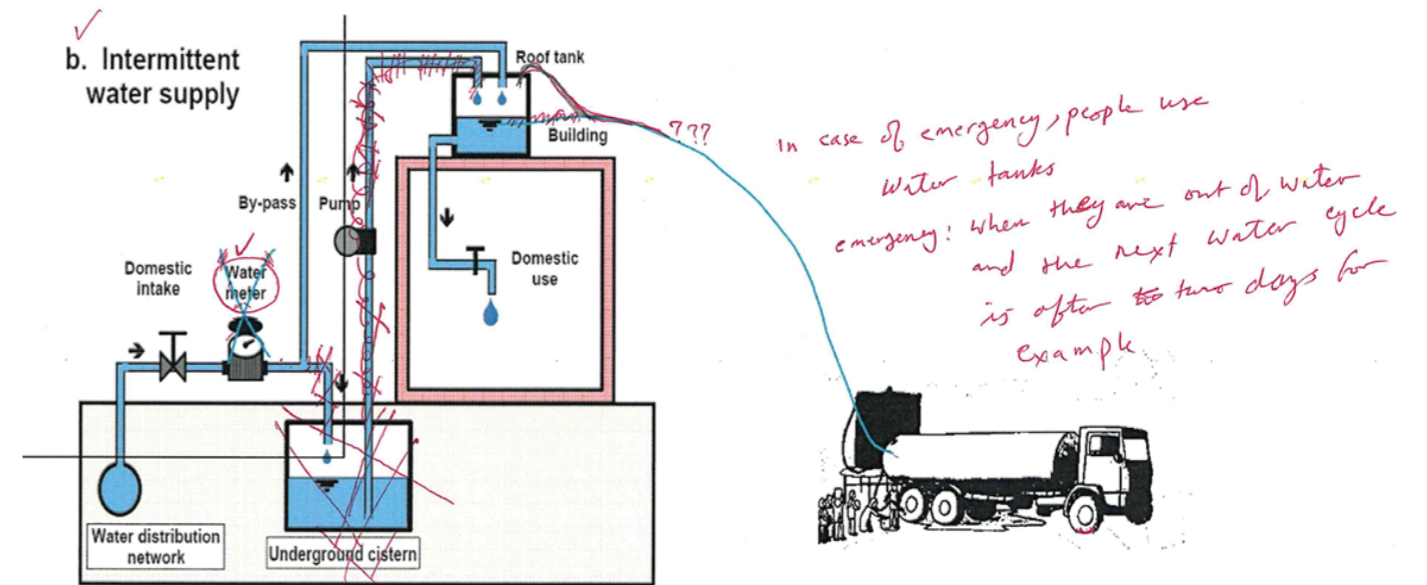 b. Intermittent
water supply
Roof tank
Building
???
By-pass
Pump
Domestic
intake
Water
meter
Domestic
use
Water distribution
network
Underground cistern
In case of emergency, people use
water tanks
emergency: when they are out of water
and the next water cycle
is after two days for
example